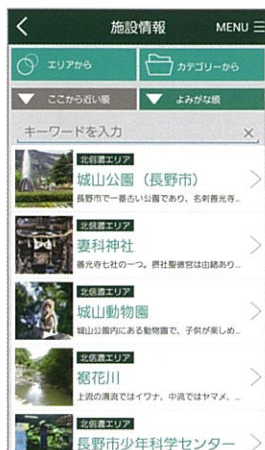 施設情報 MENU
エリアから カテゴリーから
ここから近い順 よみがな順
キーワードを入力
北信濃エリア
城山公園（長野市）
長野市で一番古い公園であり、名刹善光寺…
北信濃エリア
妻科神社
善光寺七社の一つ。摂社聖徳宮は由緒あり…
北信濃エリア
城山動物園
城山公園内にある動物園で、子供が楽しめ…
北信濃エリア
裾花川
上流の清流ではイワナ、中流ではヤマメ、…
北信濃エリア
長野市少年科学センター